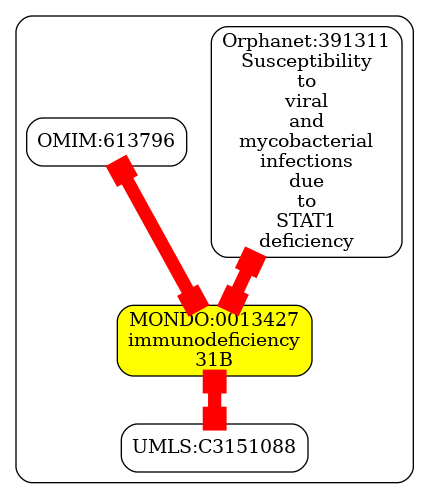 Orphanet:391311
Susceptibility
to
viral
and
mycobacterial
infections
due
to
STAT1
deficiency
OMIM:613796
MONDO:0013427
immunodeficiency
31B
UMLS:C3151088